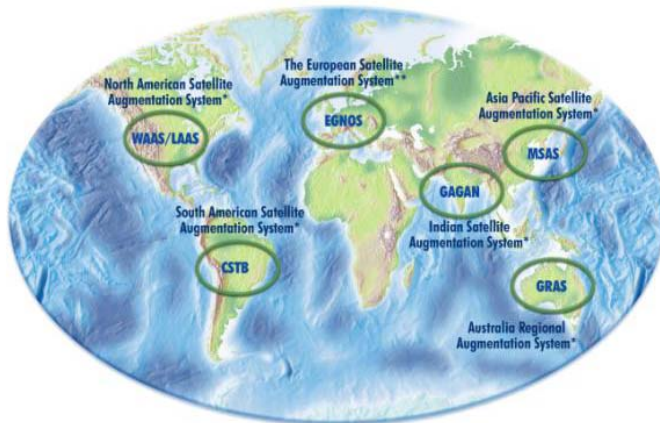 North American Satellite
Augmentation System*
WAAS/LAAS
The European Satellite
Augmentation System**
EGNOS
Asia Pacific Satellite
Augmentation System*
MSAS
GAGAN
Indian Satellite
Augmentation System*
South American Satellite
Augmentation System*
CSTB
GRAS
Australia Regional
Augmentation System*